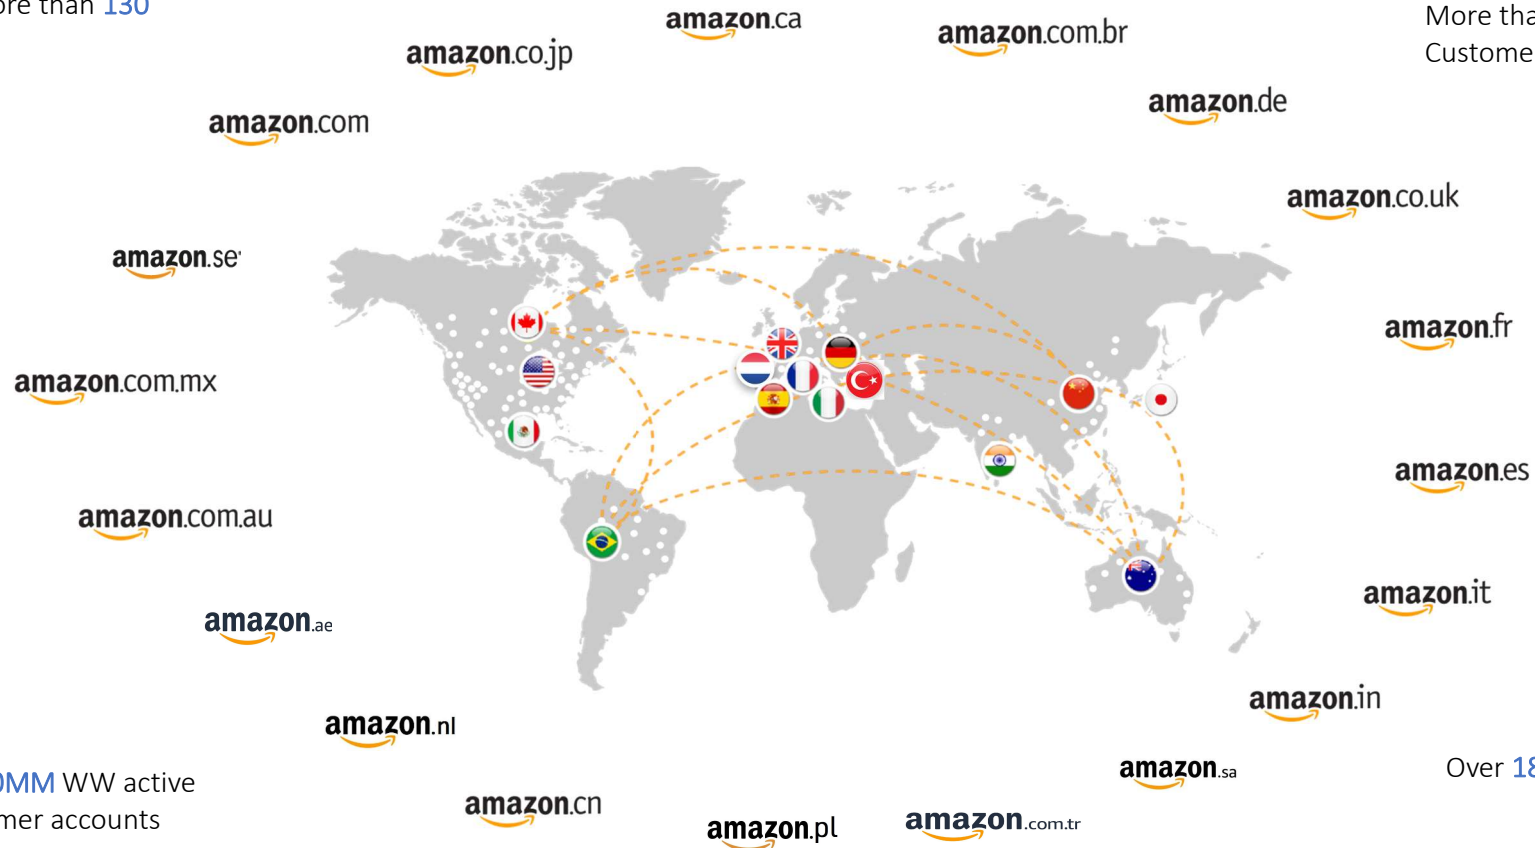 ore than 130
amazon.ca
amazon.com.br
More tha
Custome
amazon.co.jp
amazon.de
amazon.com
amazon.co.uk
amazon.se
amazon.fr
amazon.com.mx
amazon.es
amazon.com.au
amazon.it
amazon.ae
amazon.in
amazon.nl
amazon.sa
Over 18
0MM WW active
mer accounts
amazon.cn
amazon.pl
amazon.com.tr